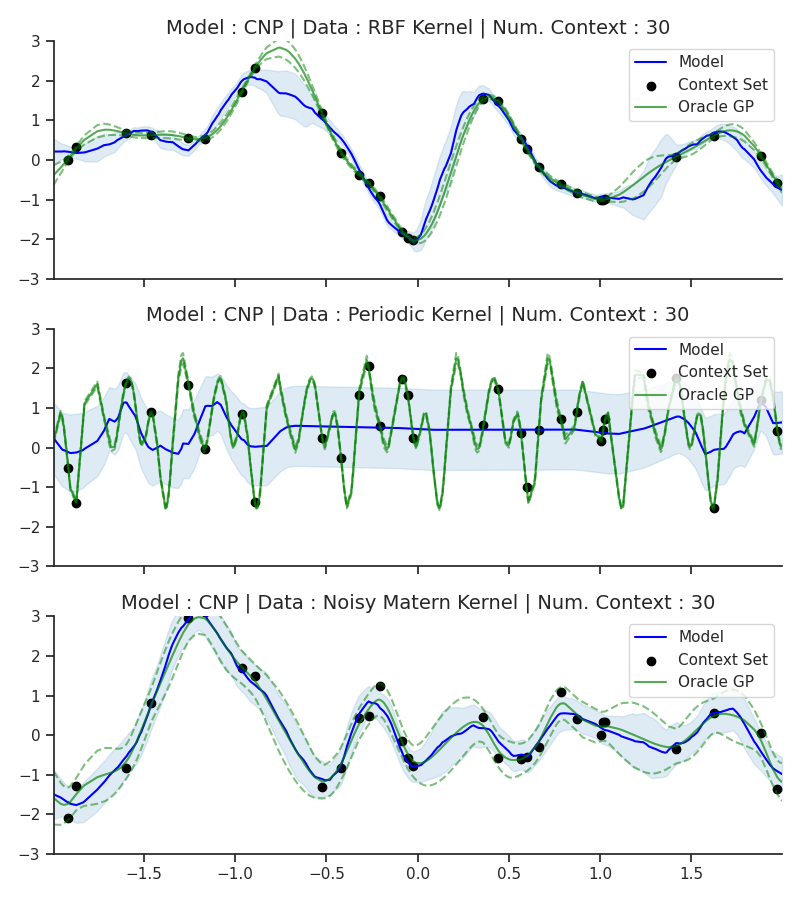 Model : CNP | Data : RBF Kernel | Num. Context : 30
3
2
1
0
−1
−2
−3
Model
Context Set
Oracle GP
Model : CNP | Data : Periodic Kernel | Num. Context : 30
3
2
1
0
−1
−2
−3
Model
Context Set
Oracle GP
Model : CNP | Data : Noisy Matern Kernel | Num. Context : 30
3
2
1
0
−1
−2
−3
Model
Context Set
Oracle GP
−1.5 −1.0 −0.5 0.0 0.5 1.0 1.5